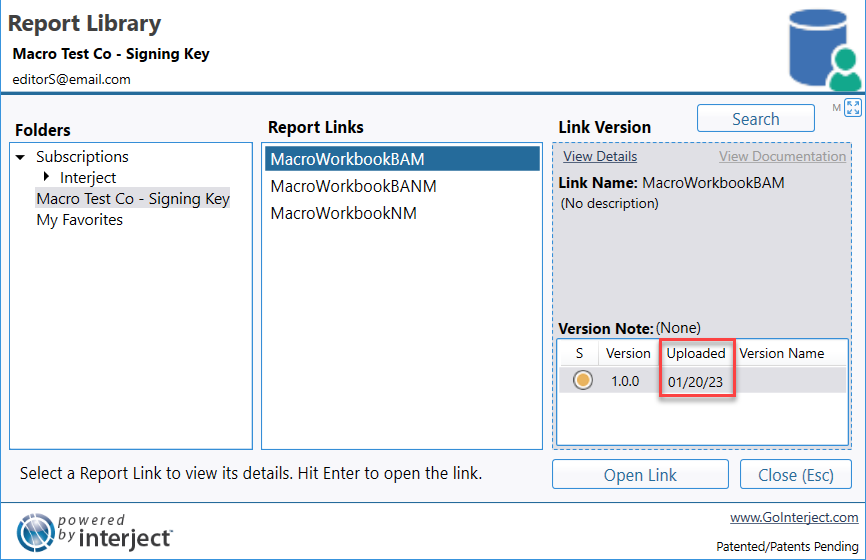 Report Library
Macro Test Co - Signing Key
editorS@email.com
Folders
Subscriptions
Interject
Macro Test Co - Signing Key
My Favorites
Report Links
MacroWorkbookBAM
MacroWorkbookBANM
MacroWorkbookNM
Search
M
Link Version
View Details View Documentation
Link Name: MacroWorkbookBAM
(No description)
Version Note: (None)
S Version Uploaded Version Name
1.0.0 01/20/23
Select a Report Link to view its details. Hit Enter to open the link.
Open Link Close (Esc)
powered
by interject™
www.GoInterject.com
Patented/Patents Pending